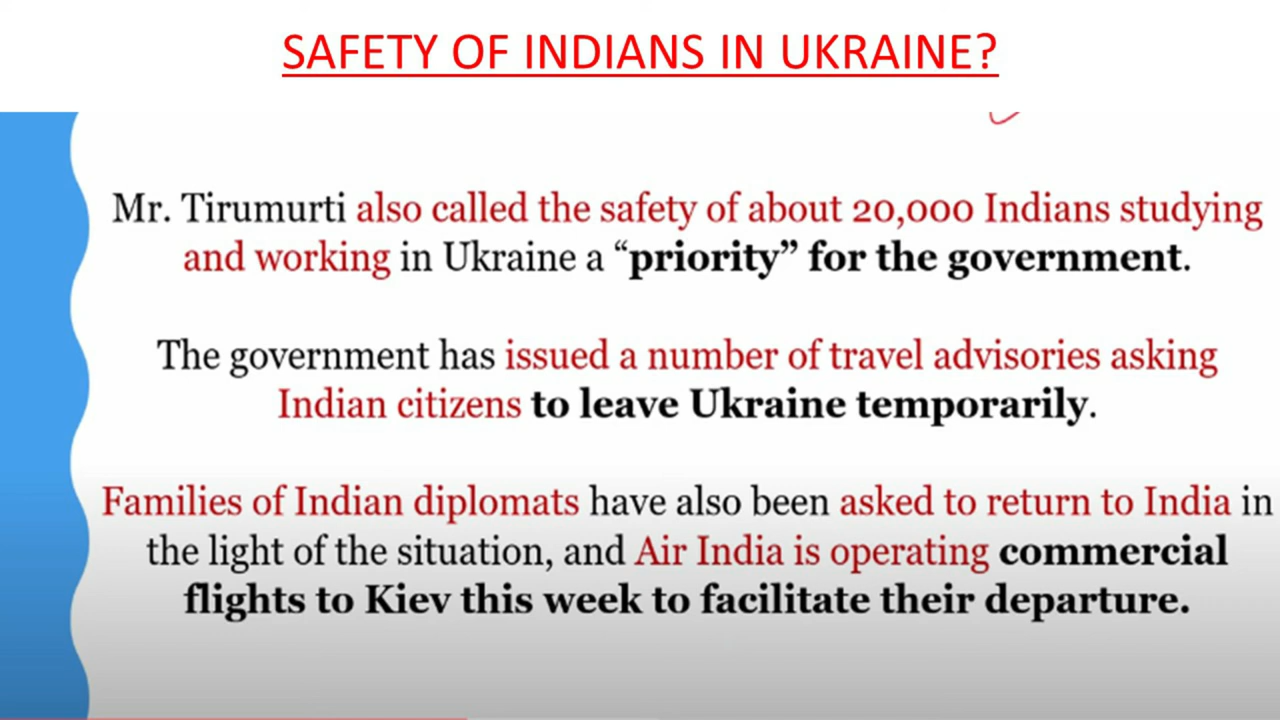 SAFETY OF INDIANS IN UKRAINE?
Mr. Tirumurti also called the safety of about 20,000 Indians studying
and working in Ukraine a “priority” for the government.
The government has issued a number of travel advisories asking
Indian citizens to leave Ukraine temporarily.
Families of Indian diplomats have also been asked to return to India in
the light of the situation, and Air India is operating commercial
flights to Kiev this week to facilitate their departure.